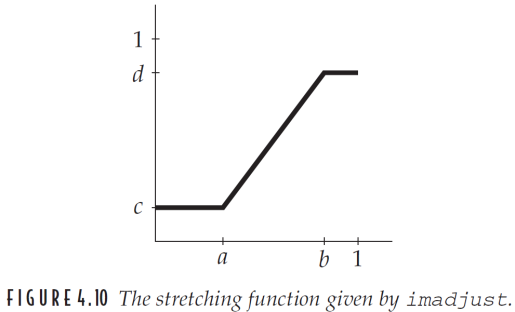 1
d
c
a b 1
FIGURE 4.10 The stretching function given by imadjust.